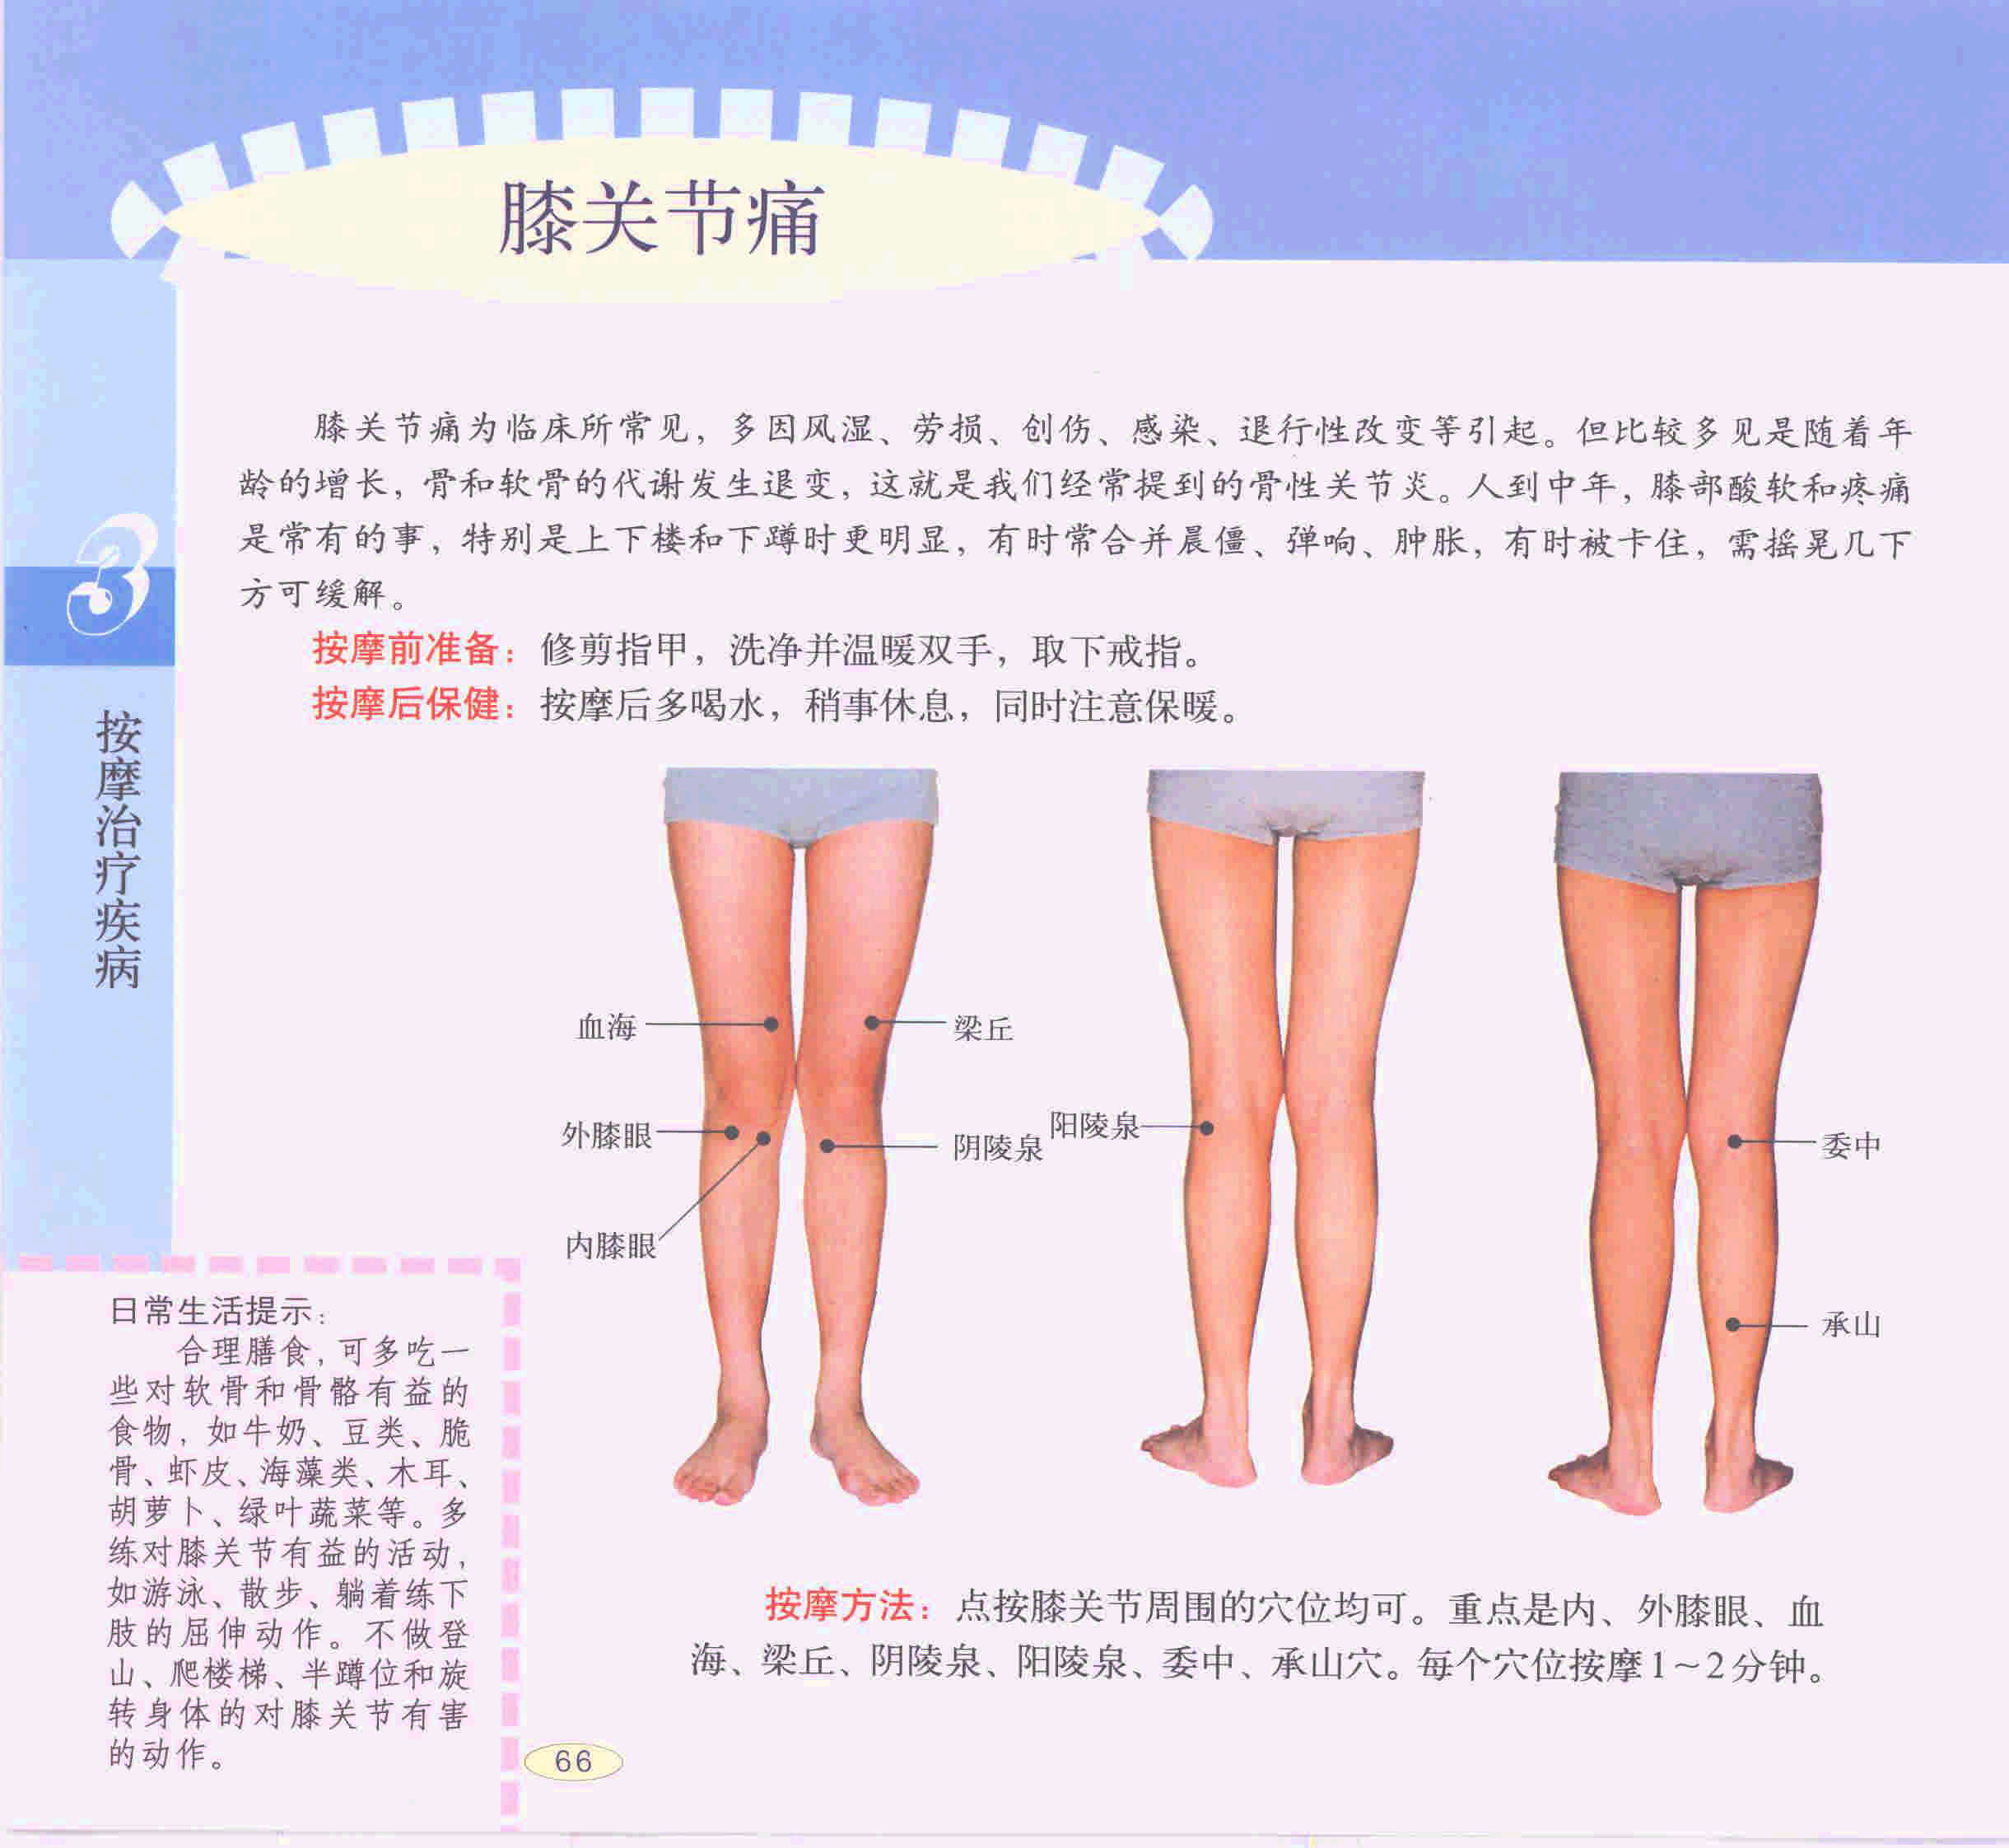 膝关节痛
膝关节痛为临床所常见，多因风湿、劳损、创伤、感染、退行性改变等引起。但比较多见是随着年
龄的增长，骨和软骨的代谢发生退变，这就是我们经常提到的骨性关节炎。人到中年，膝部酸软和疼痛
是常有的事，特别是上下楼和下蹲时更明显，有时常合并晨僵、弹响、肿胀，有时被卡住，需摇晃几下
方可缓解。
按摩前准备：修剪指甲，洗净并温暖双手，取下戒指。
按摩后保健：按摩后多喝水，稍事休息，同时注意保暖。
3
按摩治疗疾病
血海
梁丘
外膝眼
阴陵泉
内膝眼
阳陵泉
委中
承山
日常生活提示：
合理膳食，可多吃一
些对软骨和骨骼有益的
食物，如牛奶、豆类、脆
骨、虾皮、海藻类、木耳、
胡萝卜、绿叶蔬菜等。多
练对膝关节有益的活动，
如游泳、散步、躺着练下
肢的屈伸动作。不做登
山、爬楼梯、半蹲位和旋
转身体的对膝关节有害
的动作。
按摩方法：点按膝关节周围的穴位均可。重点是内、外膝眼、血
海、梁丘、阴陵泉、阳陵泉、委中、承山穴。每个穴位按摩1～2分钟。
66